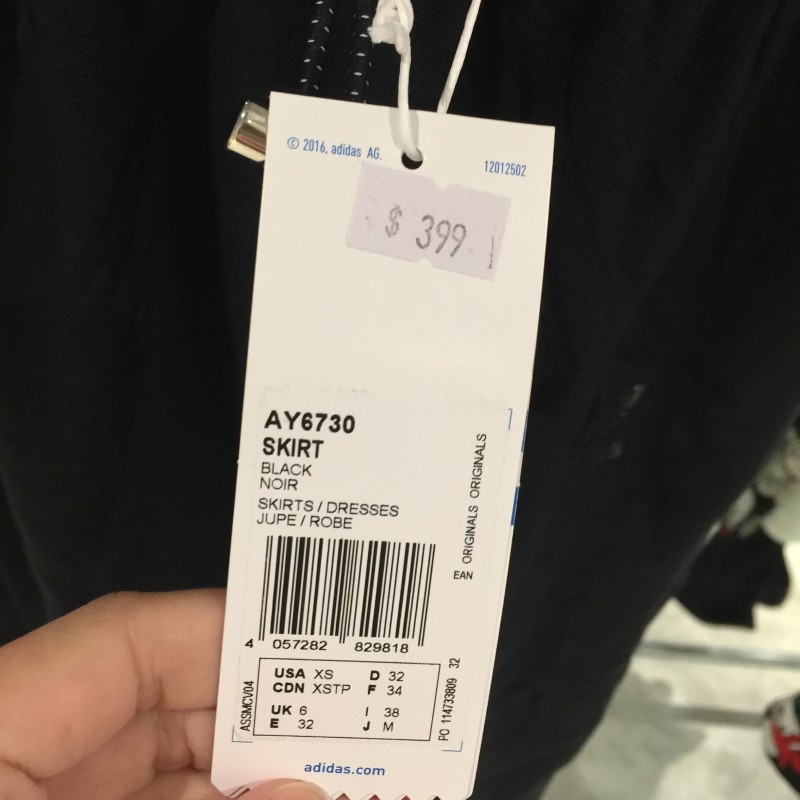 © 2016, adidas AG.
12012502
$ 399
AY6730
SKIRT
BLACK
NOIR
SKIRTS / DRESSES
JUPE / ROBE
EAN ORIGINALS ORIGINALS
4 057282 829818
USA XS D 32
CDN XSTP F 34
UK 6 I 38
E 32 J M
ASSMCV04
PO 114733809 32
adidas.com